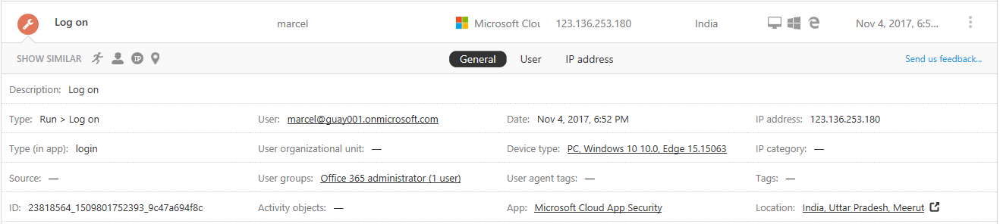 Log on marcel Microsoft Clou 123.136.253.180 India Nov 4, 2017, 6:5...
SHOW SIMILAR IP General User IP address Send us feedback...
Description: Log on
Type: Run > Log on User: marcel@guay001.onmicrosoft.com Date: Nov 4, 2017, 6:52 PM IP address: 123.136.253.180
Type (in app): login User organizational unit: — Device type: PC, Windows 10 10.0, Edge 15.15063 IP category: —
Source: — User groups: Office 365 administrator (1 user) User agent tags: — Tags: —
ID: 23818564_1509801752393_9c47a694f8c Activity objects: — App: Microsoft Cloud App Security Location: India, Uttar Pradesh, Meerut